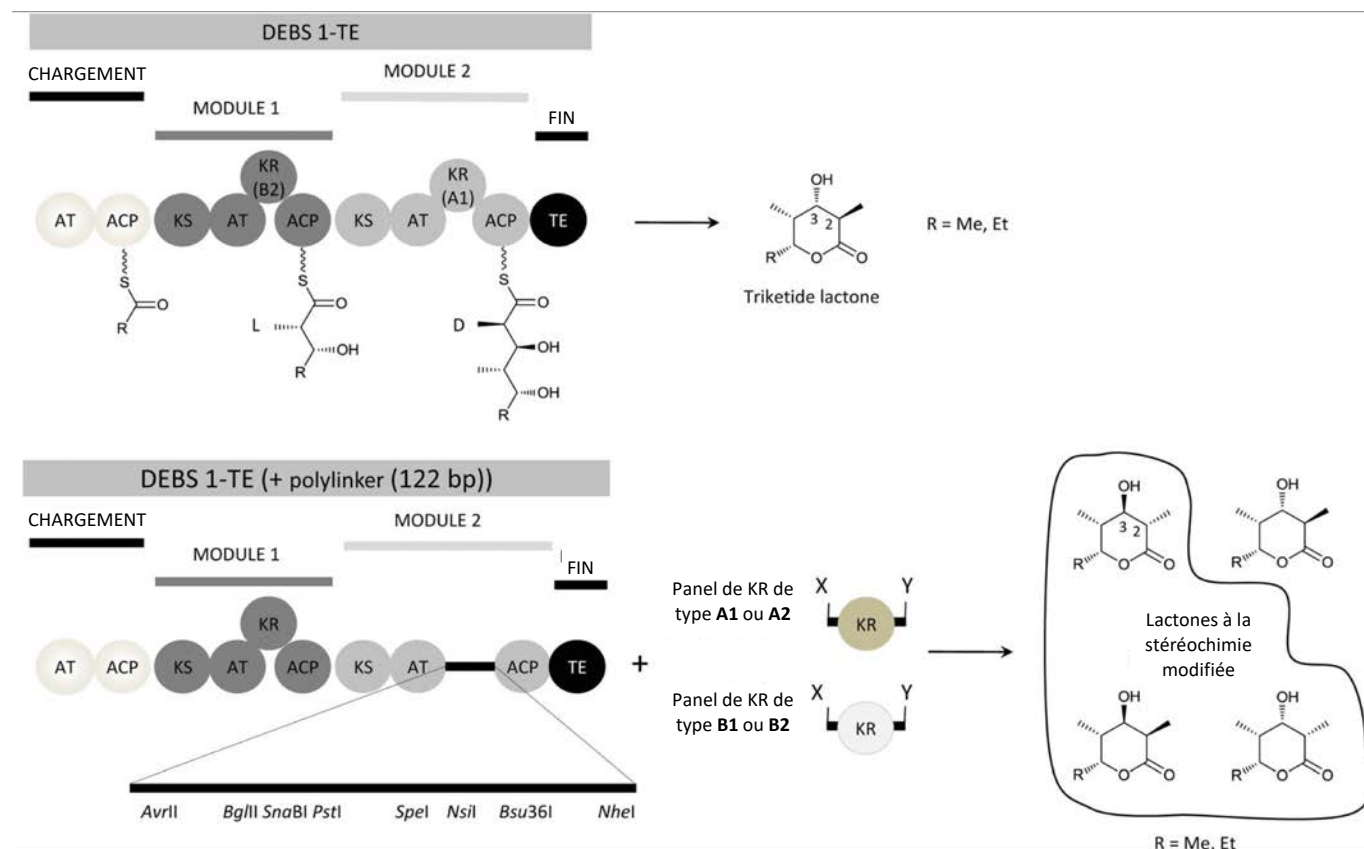 DEBS 1-TE
CHARGEMENT
MODULE 2
MODULE 1
FIN
KR
(B2)
KR
(A1)
AT ACP KS AT ACP KS AT ACP TE
OH
3 2
R O O
R = Me, Et
Triketide lactone
S
O
R
S
O
L
OH
R
S
O
D
OH
OH
R
DEBS 1-TE (+ polylinker (122 bp))
CHARGEMENT
MODULE 2
MODULE 1
FIN
KR
AT ACP KS AT ACP KS AT ACP TE
+
Panel de KR de
type A1 ou A2
X Y
KR
Panel de KR de
type B1 ou B2
X Y
KR
OH
3 2
R O O
OH
R O O
Lactones à la
stéréochimie
modifiée
OH
R O O
OH
R O O
AvrII BglII SnaBI PstI SpeI NsiI Bsu36I NheI
R = Me, Et